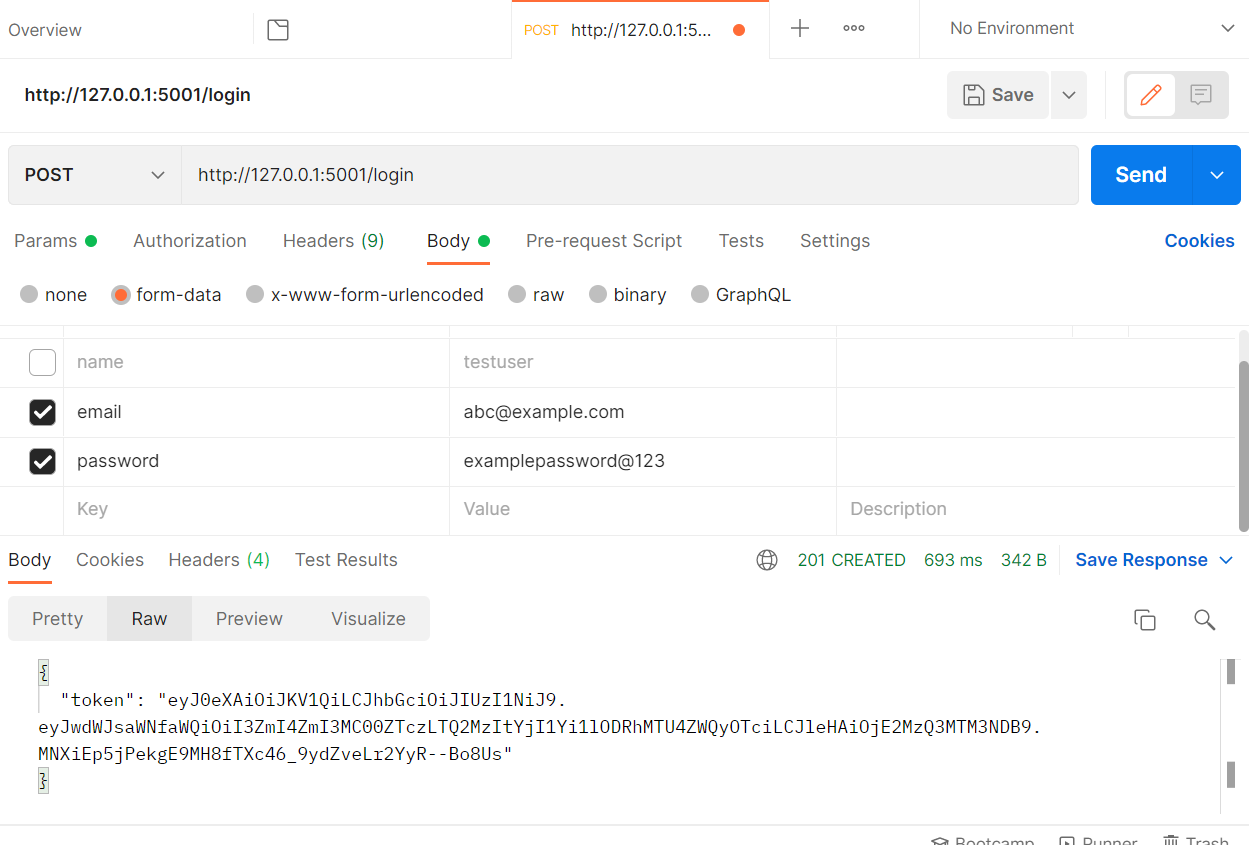 Overview
POST http://127.0.0.1:5...
No Environment
http://127.0.0.1:5001/login
Save
POST
http://127.0.0.1:5001/login
Send
Params
Authorization
Headers (9)
Body
Pre-request Script
Tests
Settings
Cookies
none
form-data
x-www-form-urlencoded
raw
binary
GraphQL
name testuser
email abc@example.com
password examplepassword@123
Key Value Description
Body
Cookies
Headers (4)
Test Results
201 CREATED 693 ms 342 B
Save Response
Pretty
Raw
Preview
Visualize
{
"token": "eyJ0eXAiOiJKV1QiLCJhbGciOiJIUzI1NiJ9.
eyJwdWJsaWNfaWQiOiI3ZmI4ZmI3MC00ZTczLTQ2MzItYjI1Yi1lODRhMTU4ZWQyOTciLCJleHAiOjE2MzQ3MTM3NDB9.
MNXiEp5jPekgE9MH8fTXc46_9ydZveLr2YyR--Bo8Us"
}
Bootcamp
Runner
Trash